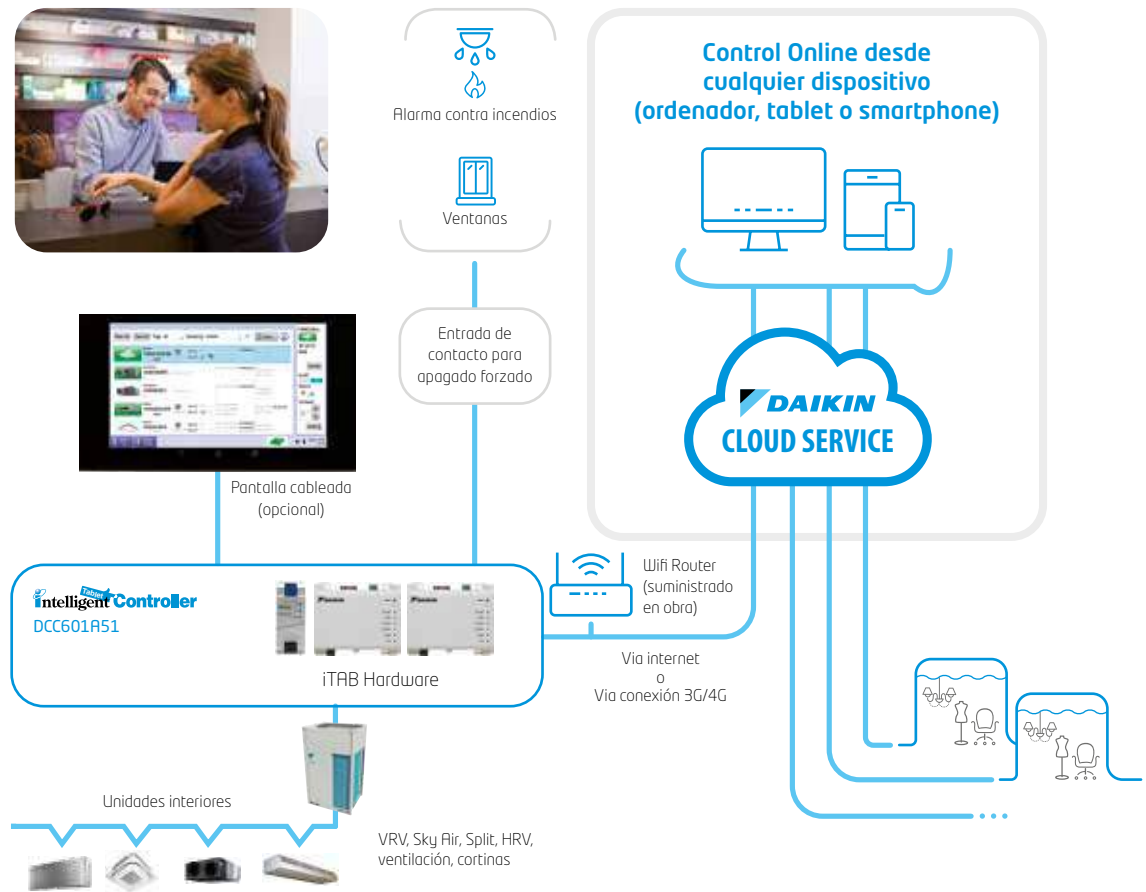 Alarma contra incendios
Ventanas
Entrada de
contacto para
apagado forzado
Control Online desde
cualquier dispositivo
(ordenador, tablet o smartphone)
DAIKIN
CLOUD SERVICE
Pantalla cableada
(opcional)
intelligent Tablet Controller
DCC601A51
iTAB Hardware
Wifi Router
(suministrado
en obra)
Via internet
o
Via conexión 3G/4G
Unidades interiores
VRV, Sky Air, Split, HRV,
ventilación, cortinas